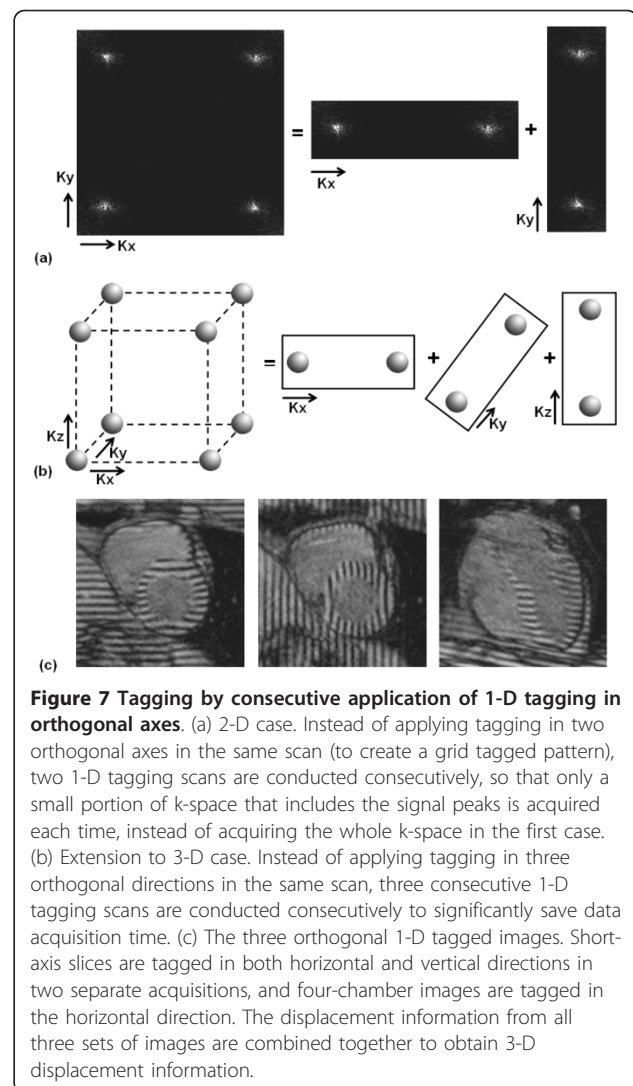 Ky
=
+
Kx
Ky
Kx
(a)
=
+
+
Kz
Ky
Kx
Kx
Ky
Kz
(b)
(c)
Figure 7 Tagging by consecutive application of 1-D tagging in
orthogonal axes. (a) 2-D case. Instead of applying tagging in two
orthogonal axes in the same scan (to create a grid tagged pattern),
two 1-D tagging scans are conducted consecutively, so that only a
small portion of k-space that includes the signal peaks is acquired
each time, instead of acquiring the whole k-space in the first case.
(b) Extension to 3-D case. Instead of applying tagging in three
orthogonal directions in the same scan, three consecutive 1-D
tagging scans are conducted consecutively to significantly save data
acquisition time. (c) The three orthogonal 1-D tagged images. Short-
axis slices are tagged in both horizontal and vertical directions in
two separate acquisitions, and four-chamber images are tagged in
the horizontal direction. The displacement information from all
three sets of images are combined together to obtain 3-D
displacement information.